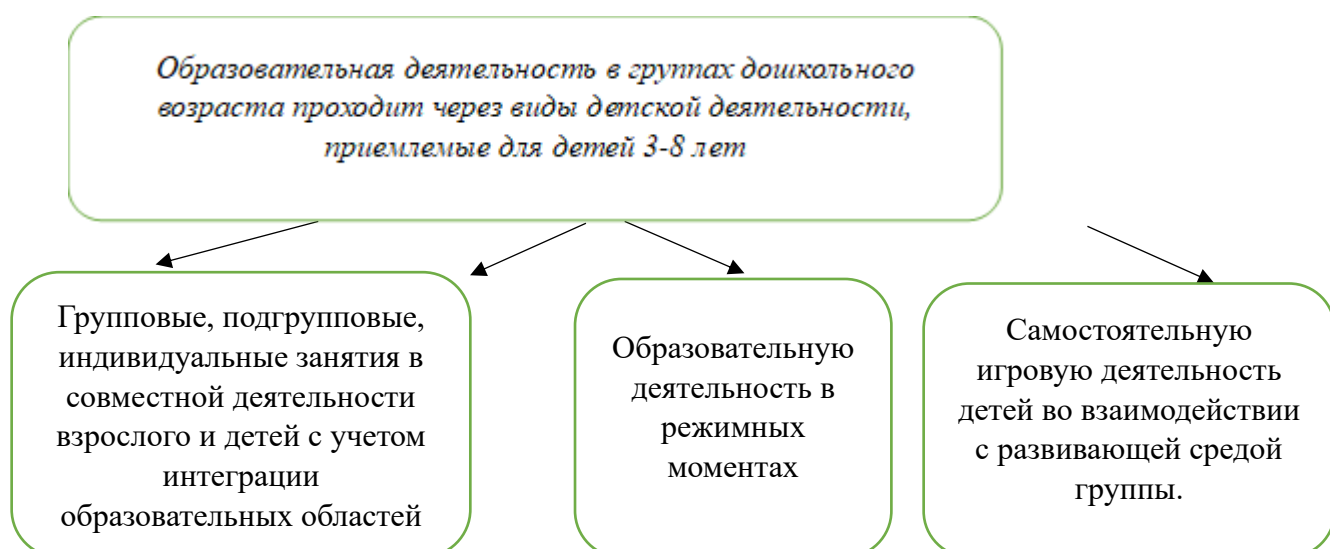 Образовательная деятельность в группах дошкольного
возраста проходит через виды детской деятельности,
приемлемые для детей 3-8 лет
Групповые, подгрупповые,
индивидуальные занятия в
совместной деятельности
взрослого и детей с учетом
интеграции
образовательных областей
Образовательную
деятельность в
режимных
моментах
Самостоятельную
игровую деятельность
детей во взаимодействии
с развивающей средой
группы.